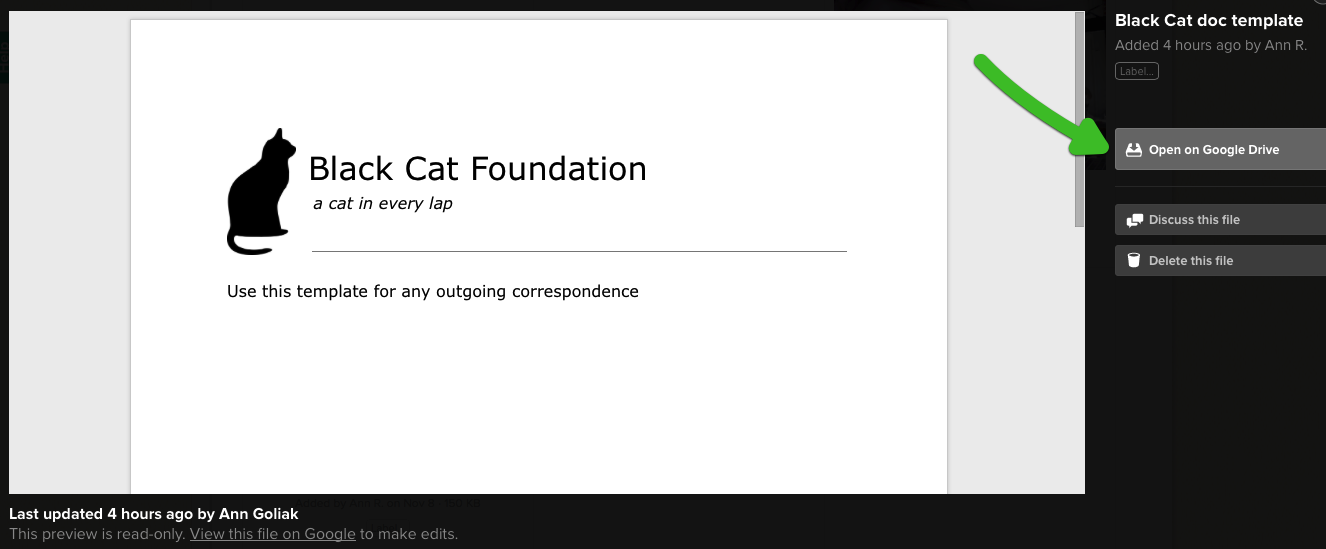 Black Cat doc template
Added 4 hours ago by Ann R.
Label...
Black Cat Foundation
a cat in every lap
Use this template for any outgoing correspondence
Open on Google Drive
Discuss this file
Delete this file
Last updated 4 hours ago by Ann Goliak
This preview is read-only. View this file on Google to make edits.